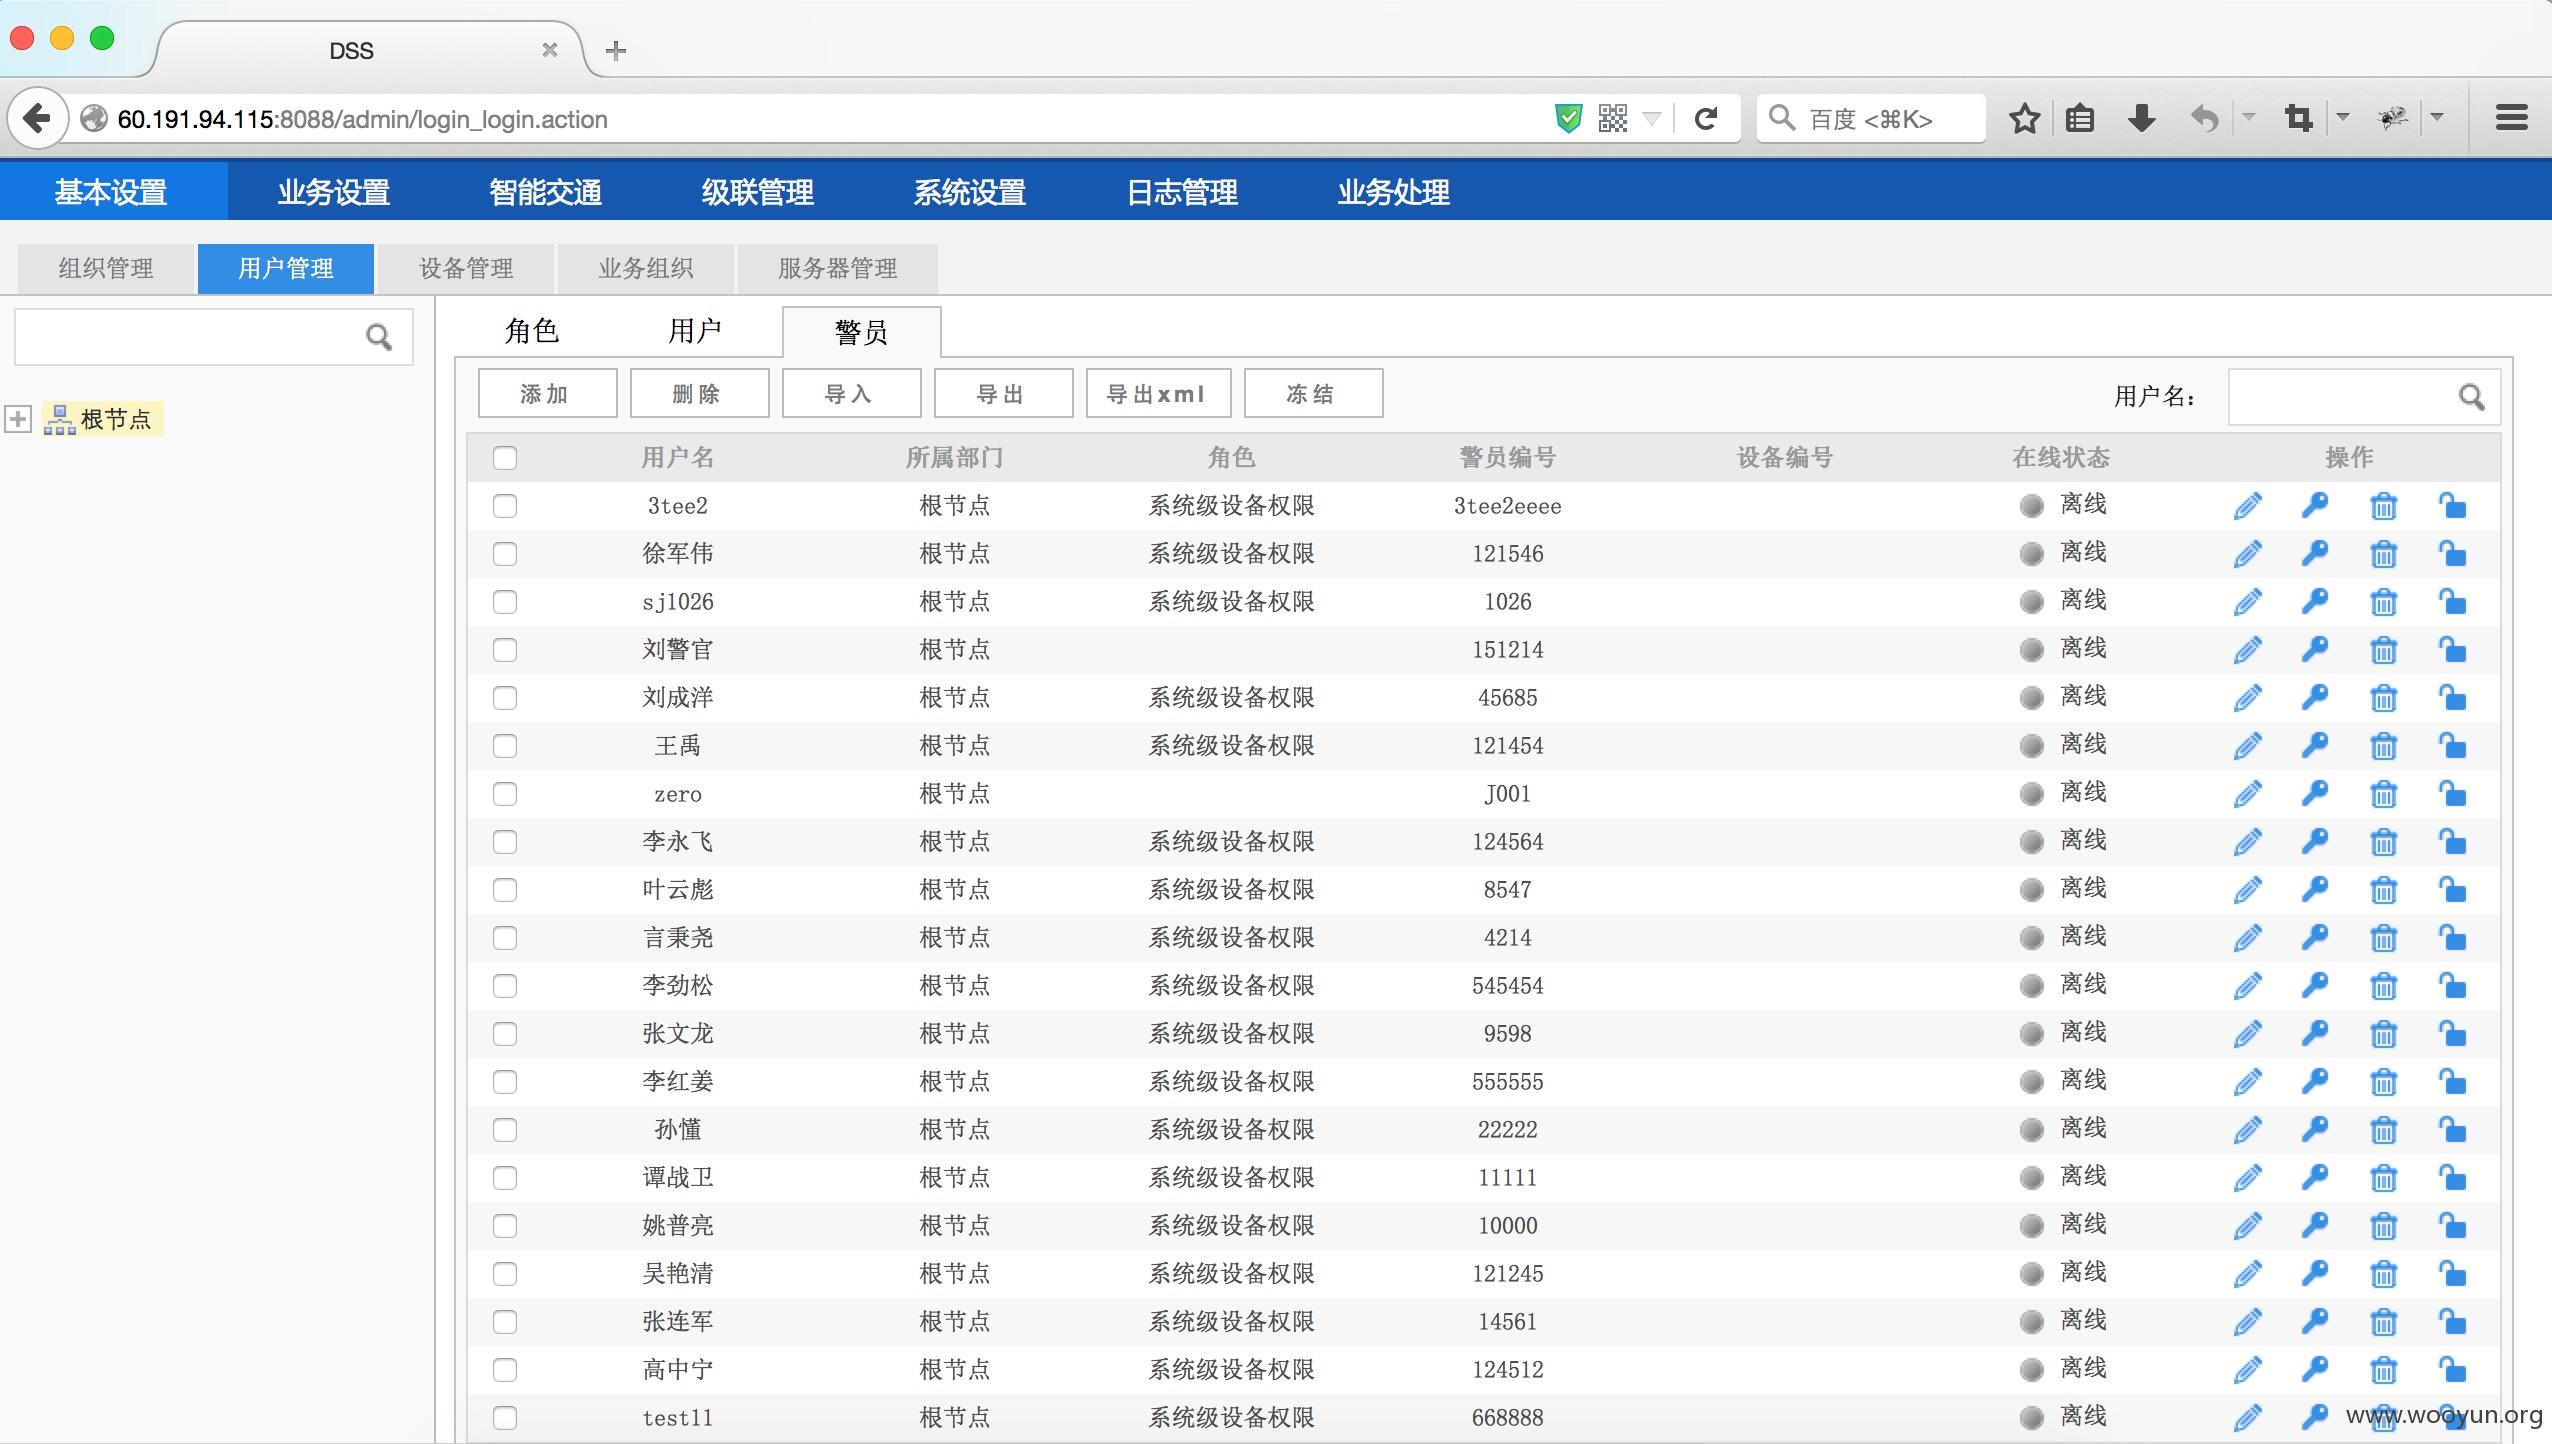 DSS
60.191.94.115:8088/admin/login_login.action
百度 <⌘K>
基本设置 业务设置 智能交通 级联管理 系统设置 日志管理 业务处理
组织管理 用户管理 设备管理 业务组织 服务器管理
角色 用户 警员
添加 删除 导入 导出 导出xml 冻结 用户名：
根节点
用户名 所属部门 角色 警员编号 设备编号 在线状态 操作
3tee2 根节点 系统级设备权限 3tee2eeee 离线
徐军伟 根节点 系统级设备权限 121546 离线
sj1026 根节点 系统级设备权限 1026 离线
刘警官 根节点 151214 离线
刘成洋 根节点 系统级设备权限 45685 离线
王禹 根节点 系统级设备权限 121454 离线
zero 根节点 J001 离线
李永飞 根节点 系统级设备权限 124564 离线
叶云彪 根节点 系统级设备权限 8547 离线
言秉尧 根节点 系统级设备权限 4214 离线
李劲松 根节点 系统级设备权限 545454 离线
张文龙 根节点 系统级设备权限 9598 离线
李红姜 根节点 系统级设备权限 555555 离线
孙懂 根节点 系统级设备权限 22222 离线
谭战卫 根节点 系统级设备权限 11111 离线
姚普亮 根节点 系统级设备权限 10000 离线
吴艳清 根节点 系统级设备权限 121245 离线
张连军 根节点 系统级设备权限 14561 离线
高中宁 根节点 系统级设备权限 124512 离线
test11 根节点 系统级设备权限 668888 离线
www.wooyun.org